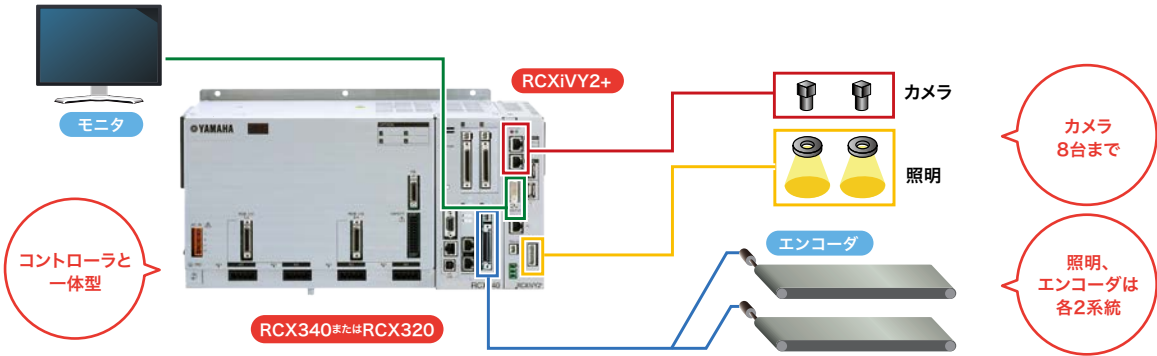 モニタ
RCXiVY2+
カメラ
照明
カメラ
8台まで
YAMAHA
エンコーダ
コントローラと
一体型
照明、
エンコーダは
各2系統
RCX340またはRCX320
RCXiVY2+